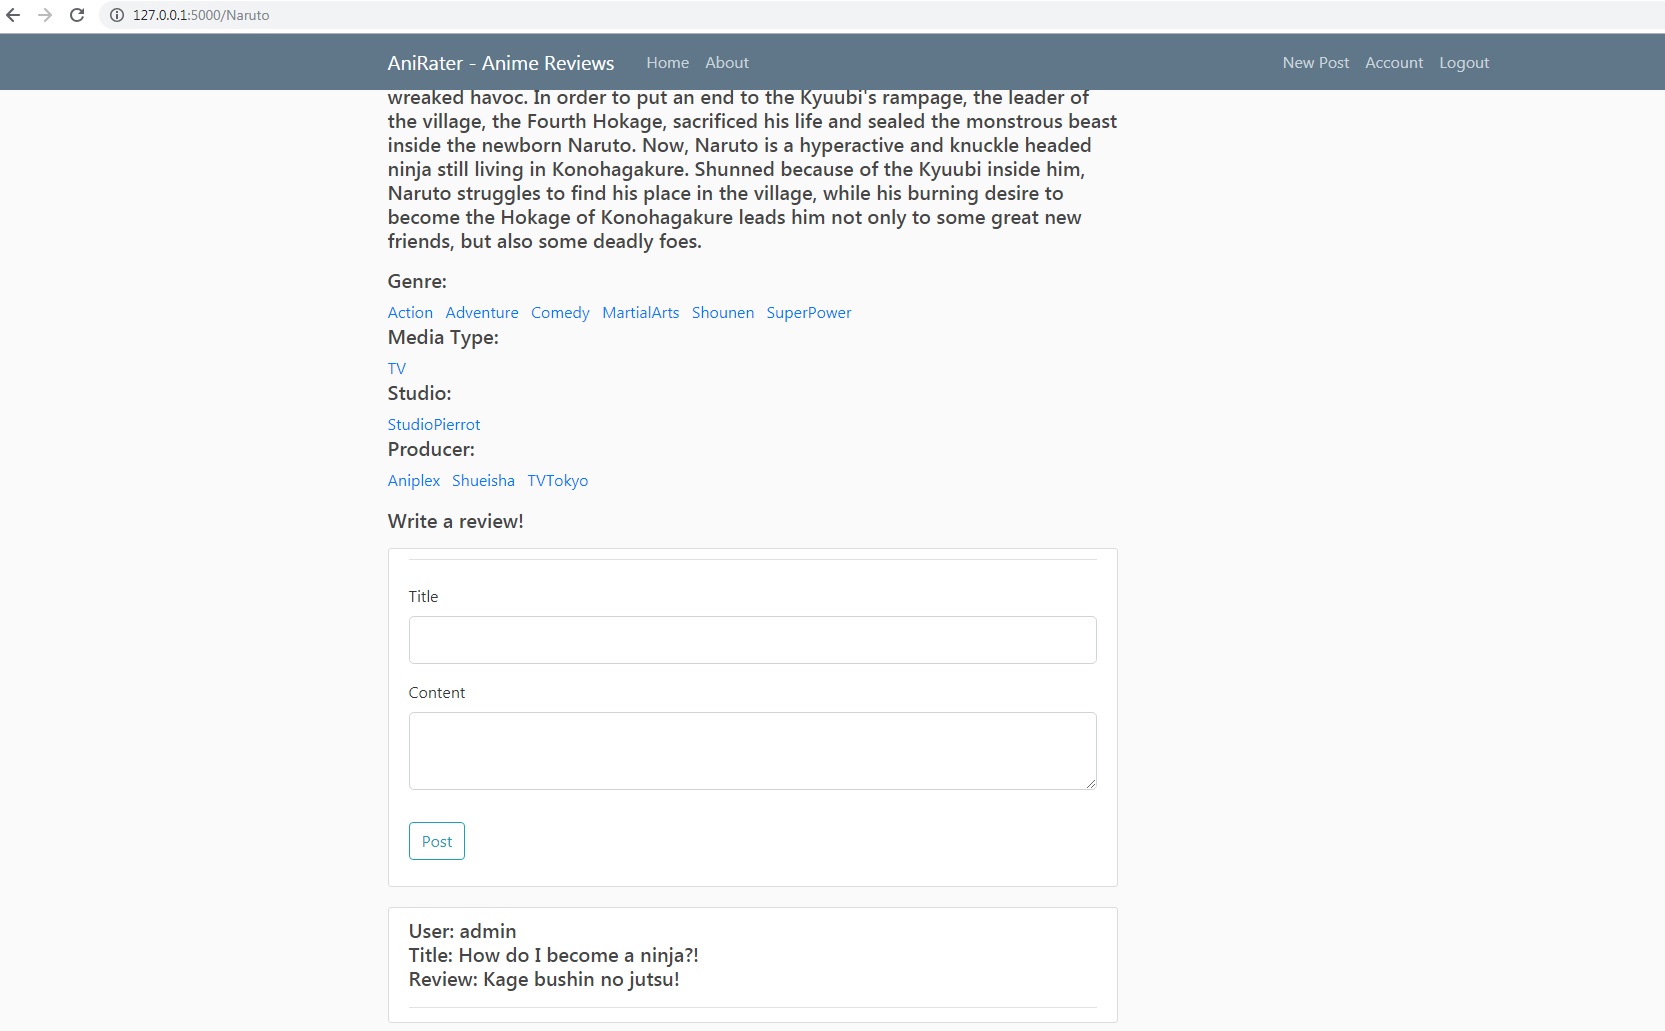 127.0.0.1:5000/Naruto
AniRater - Anime Reviews Home About New Post Account Logout
wreaked havoc. In order to put an end to the Kyuubi's rampage, the leader of
the village, the Fourth Hokage, sacrificed his life and sealed the monstrous beast
inside the newborn Naruto. Now, Naruto is a hyperactive and knuckle headed
ninja still living in Konohagakure. Shunned because of the Kyuubi inside him,
Naruto struggles to find his place in the village, while his burning desire to
become the Hokage of Konohagakure leads him not only to some great new
friends, but also some deadly foes.
Genre:
Action Adventure Comedy MartialArts Shounen SuperPower
Media Type:
TV
Studio:
StudioPierrot
Producer:
Aniplex Shueisha TVTokyo
Write a review!
Title
Content
Post
User: admin
Title: How do I become a ninja?!
Review: Kage bushin no jutsu!